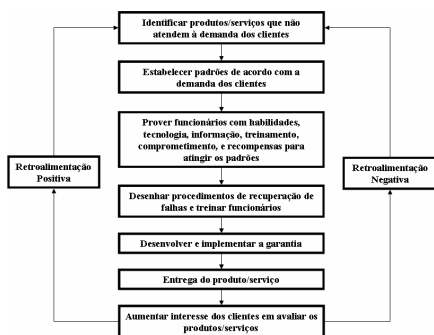 Identificar produtos/serviços que não
atendem à demanda dos clientes
Estabelecer padrões de acordo com a
demanda dos clientes
Prover funcionários com habilidades,
tecnologia, informação, treinamento,
comprometimento, e recompensas para
atingir os padrões
Retroalimentação
Positiva
Retroalimentação
Negativa
Desenhar procedimentos de recuperação de
falhas e treinar funcionários
Desenvolver e implementar a garantia
Entrega do produto/serviço
Aumentar interesse dos clientes em avaliar os
produtos/serviços